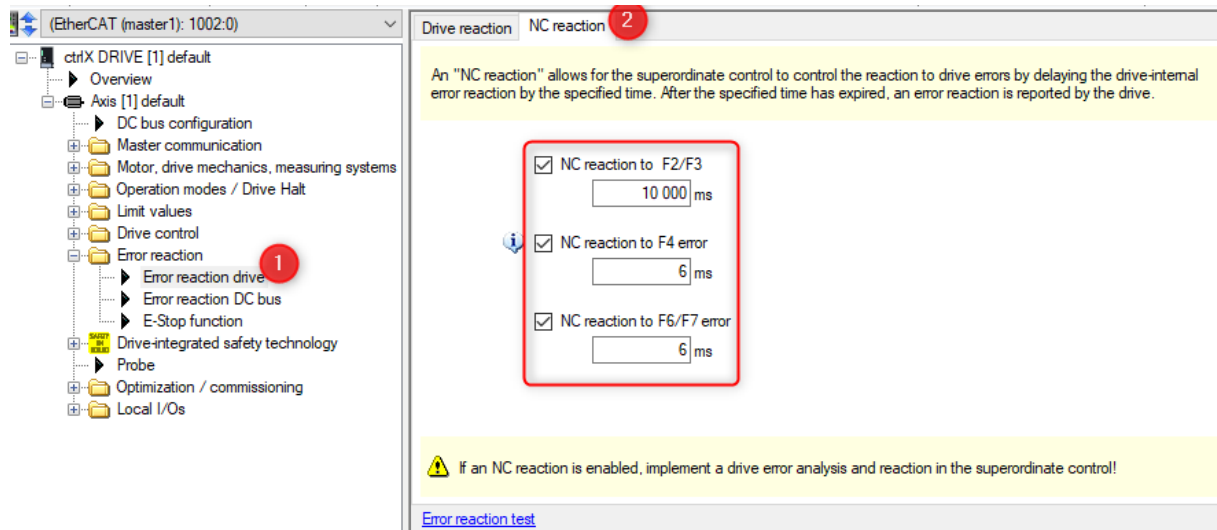 (EtherCAT (master1): 1002:0)
ctrlX DRIVE [1] default
Overview
Axis [1] default
DC bus configuration
Master communication
Motor, drive mechanics, measuring systems
Operation modes / Drive Halt
Limit values
Drive control
Error reaction
Error reaction drive
1
Error reaction DC bus
E-Stop function
Drive-integrated safety technology
Probe
Optimization / commissioning
Local I/Os
Drive reaction NC reaction 2
An "NC reaction" allows for the superordinate control to control the reaction to drive errors by delaying the drive-internal
error reaction by the specified time. After the specified time has expired, an error reaction is reported by the drive.
NC reaction to F2/F3
10 000 ms
NC reaction to F4 error
6 ms
NC reaction to F6/F7 error
6 ms
If an NC reaction is enabled, implement a drive error analysis and reaction in the superordinate control!
Error reaction test